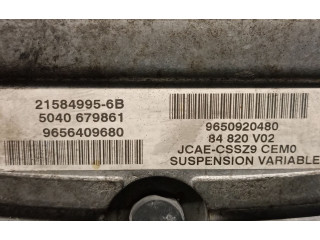 21584995-6B
5040 679861
9656409680
9650920480
84 820 V02
JCAE-CSSZ9 CEM0
SUSPENSION VARIABLE